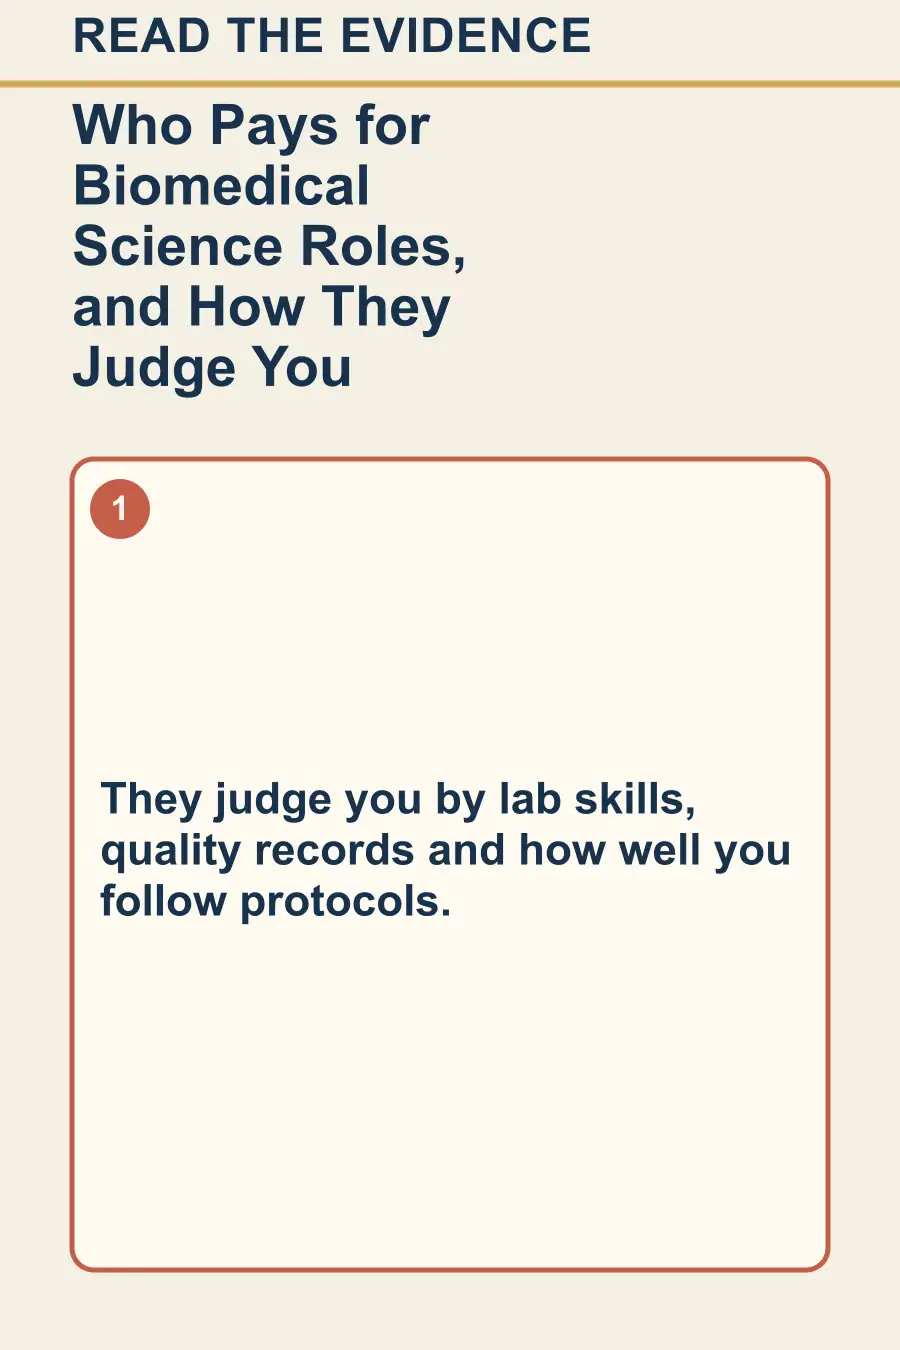 READ THE EVIDENCE
Who Pays for
Biomedical
Science Roles,
and How They
Judge You
1
They judge you by lab skills,
quality records and how well you
follow protocols.